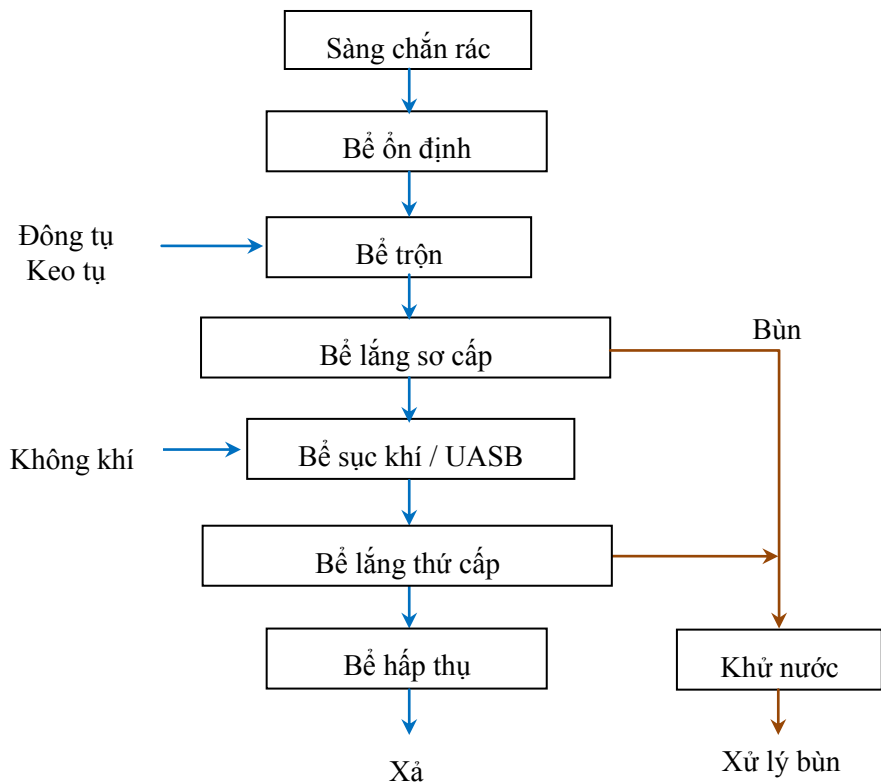 Sàng chắn rác
Bể ổn định
Đông tụ
Keo tụ
Bể trộn
Bùn
Bể lắng sơ cấp
Không khí
Bể sục khí / UASB
Bể lắng thứ cấp
Bể hấp thụ
Khử nước
Xả
Xử lý bùn